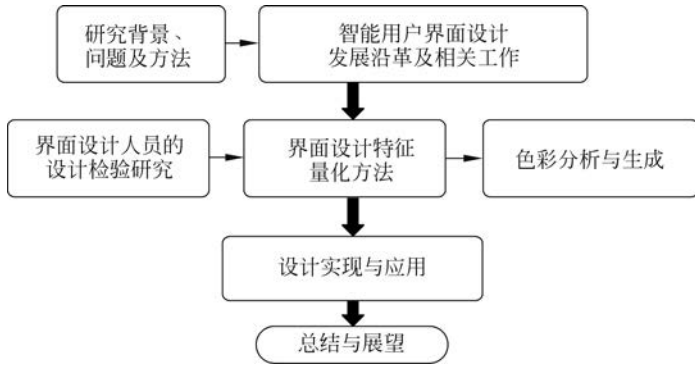 研究背景、
问题及方法
智能用户界面设计
发展沿革及相关工作
界面设计人员的
设计检验研究
界面设计特征
量化方法
色彩分析与生成
设计实现与应用
总结与展望